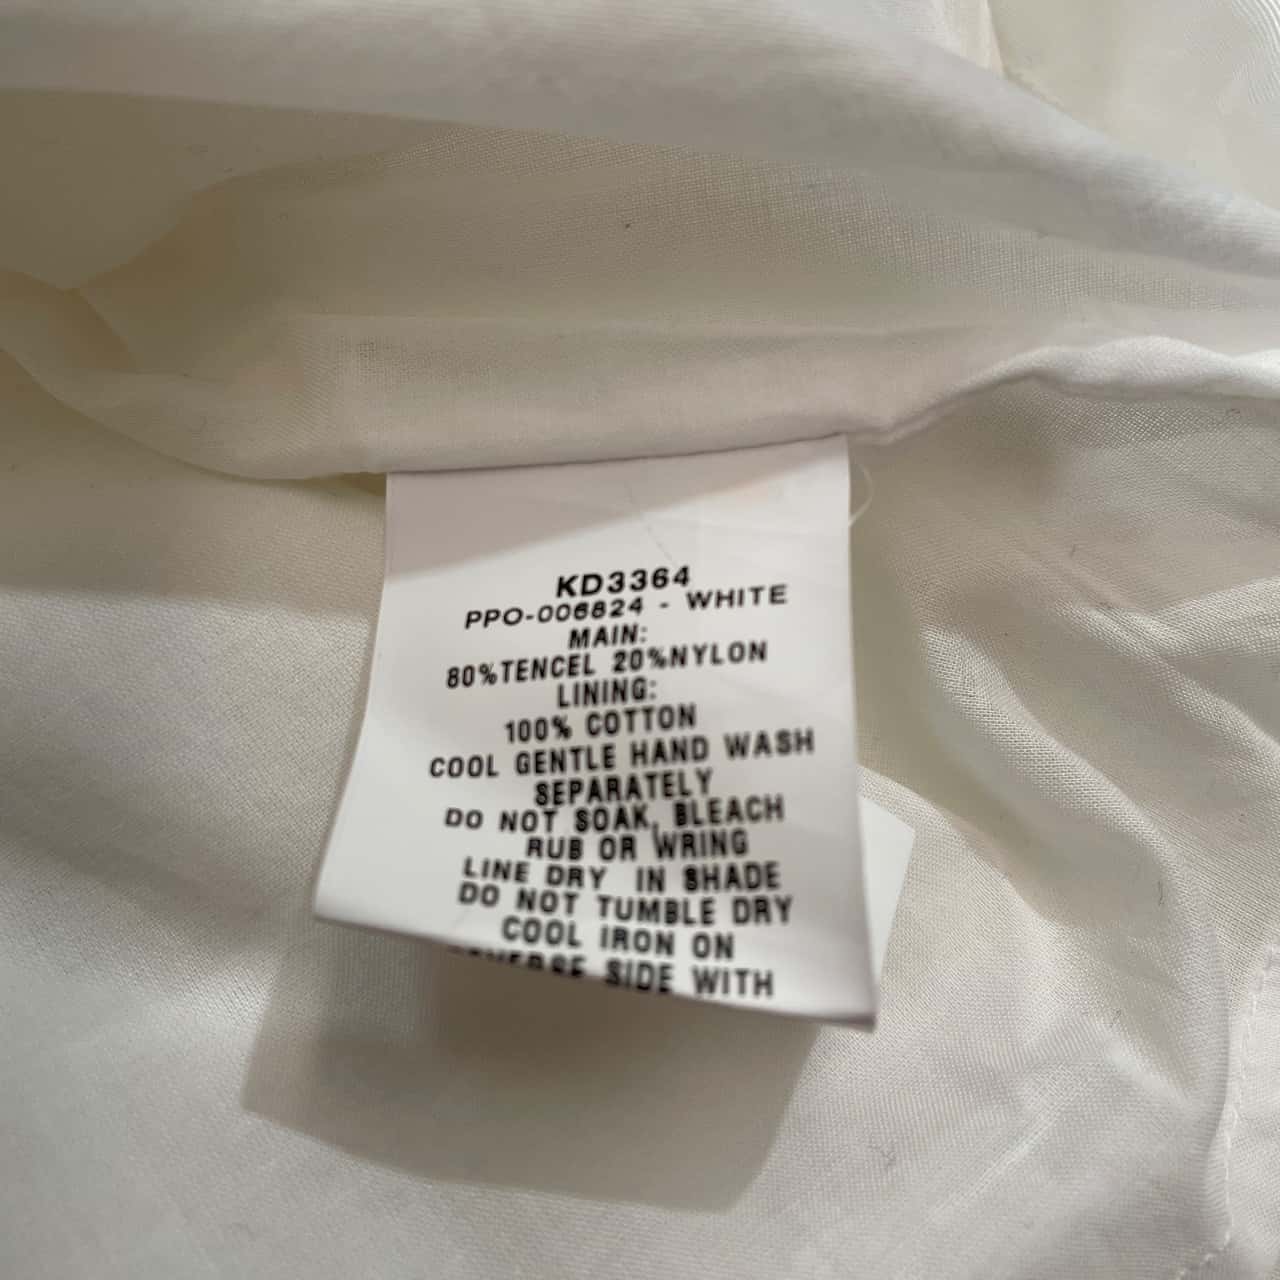 KD3364
PPO-006824 - WHITE
MAIN:
80%TENCEL 20%NYLON
LINING:
100% COTTON
COOL GENTLE HAND WASH
SEPARATELY
DO NOT SOAK, BLEACH
RUB OR WRING
LINE DRY IN SHADE
DO NOT TUMBLE DRY
COOL IRON ON
REVERSE SIDE WITH